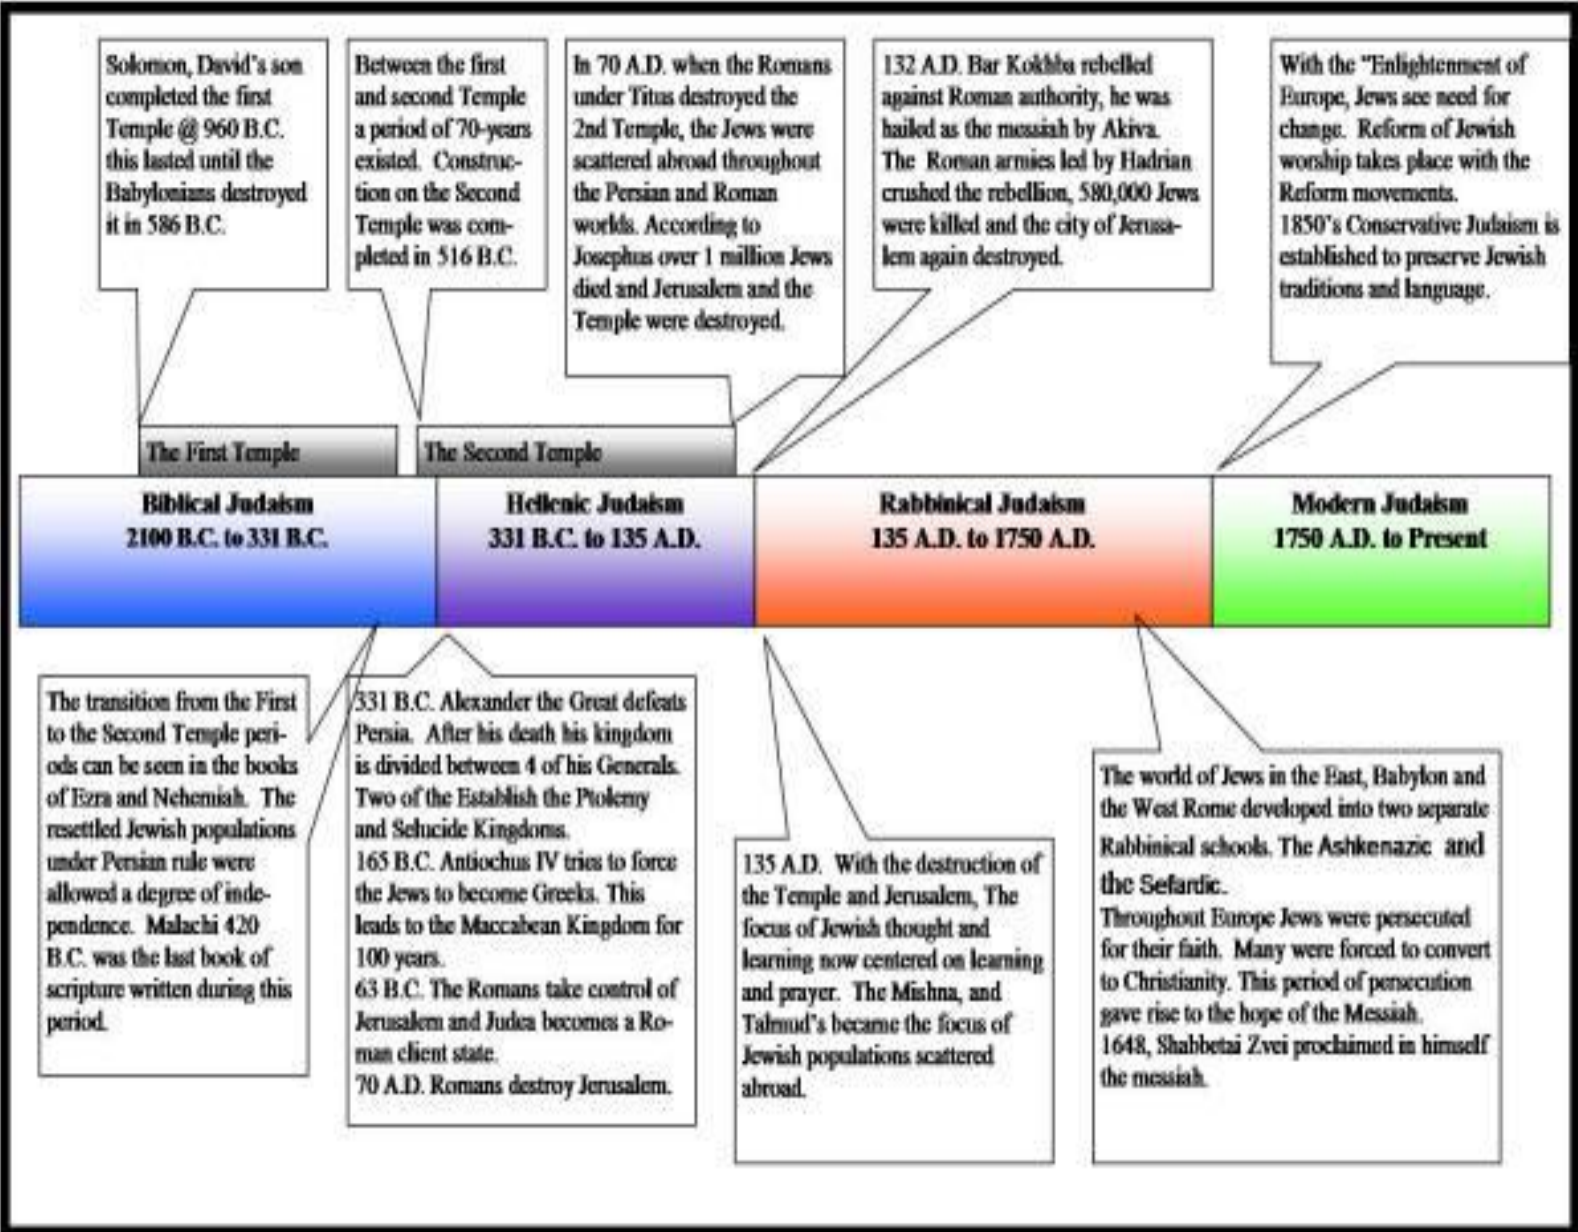 Solomon, David's son
completed the first
Temple @ 960 B.C.
this lasted until the
Babylonians destroyed
it in 586 B.C.
Between the first
and second Temple
a period of 70-years
existed. Construc-
tion on the Second
Temple was com-
pleted in 516 B.C.
In 70 A.D. when the Romans
under Titus destroyed the
2nd Temple, the Jews were
scattered abroad throughout
the Persian and Roman
worlds. According to
Josephus over 1 million Jews
died and Jerusalem and the
Temple were destroyed.
132 A.D. Bar Kokhba rebelled
against Roman authority, he was
hailed as the messiah by Akiva.
The Roman armies led by Hadrian
crushed the rebellion, 580,000 Jews
were killed and the city of Jerusa-
lem again destroyed.
With the "Enlightenment of
Europe, Jews see need for
change. Reform of Jewish
worship takes place with the
Reform movements.
1850's Conservative Judaism is
established to preserve Jewish
traditions and language.
The First Temple
The Second Temple
Biblical Judaism
2100 B.C. to 331 B.C.
Hellenic Judaism
331 B.C. to 135 A.D.
Rabbinical Judaism
135 A.D. to 1750 A.D.
Modern Judaism
1750 A.D. to Present
The transition from the First
to the Second Temple peri-
ods can be seen in the books
of Ezra and Nehemiah. The
resettled Jewish populations
under Persian rule were
allowed a degree of inde-
pendence. Malachi 420
B.C. was the last book of
scripture written during this
period.
331 B.C. Alexander the Great defeats
Persia. After his death his kingdom
is divided between 4 of his Generals.
Two of the Establish the Ptolemy
and Selucide Kingdoms.
165 B.C. Antiochus IV tries to force
the Jews to become Greeks. This
leads to the Maccabean Kingdom for
100 years.
63 B.C. The Romans take control of
Jerusalem and Judea becomes a Ro-
man client state.
70 A.D. Romans destroy Jerusalem.
135 A.D. With the destruction of
the Temple and Jerusalem, The
focus of Jewish thought and
learning now centered on learning
and prayer. The Mishna, and
Talmud's became the focus of
Jewish populations scattered
abroad.
The world of Jews in the East, Babylon and
the West Rome developed into two separate
Rabbinical schools. The Ashkenazic and
the Sefardic.
Throughout Europe Jews were persecuted
for their faith. Many were forced to convert
to Christianity. This period of persecution
gave rise to the hope of the Messiah.
1648, Shabbetai Zvei proclaimed in himself
the messiah.